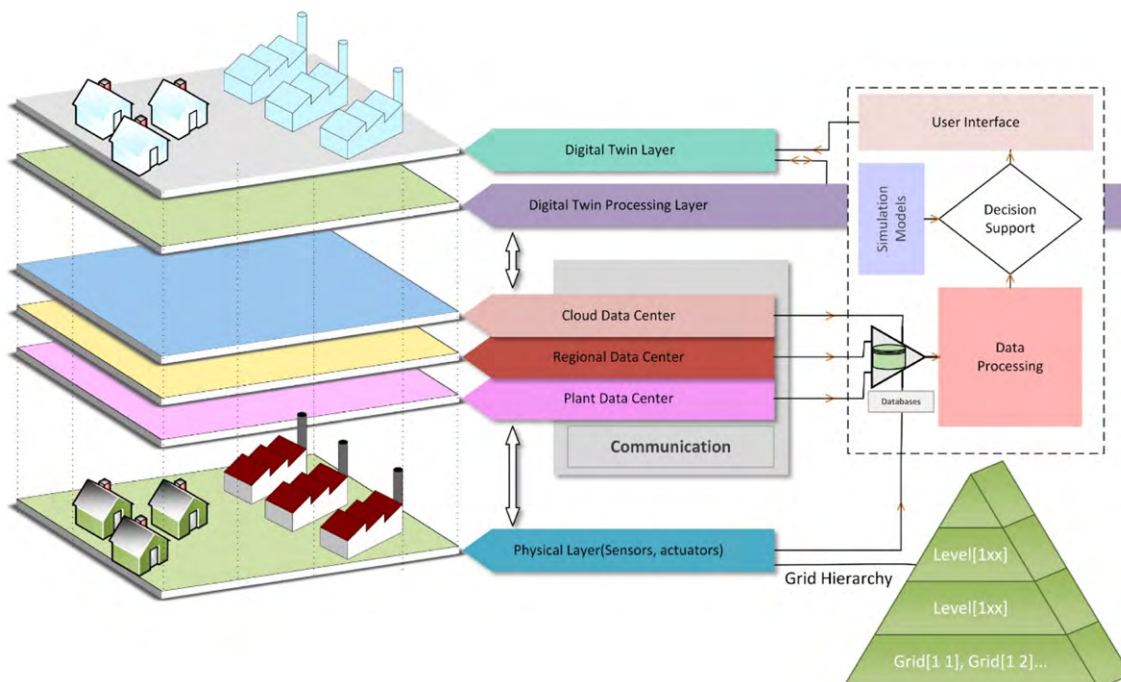 User Interface
Digital Twin Layer
Digital Twin Processing Layer
Simulation
Models
Decision
Support
Cloud Data Center
Regional Data Center
Plant Data Center
Data
Processing
Databases
Communication
Physical Layer(Sensors, actuators)
Grid Hierarchy
Level[1xx]
Level[1xx]
Grid[1 1], Grid[1 2]...